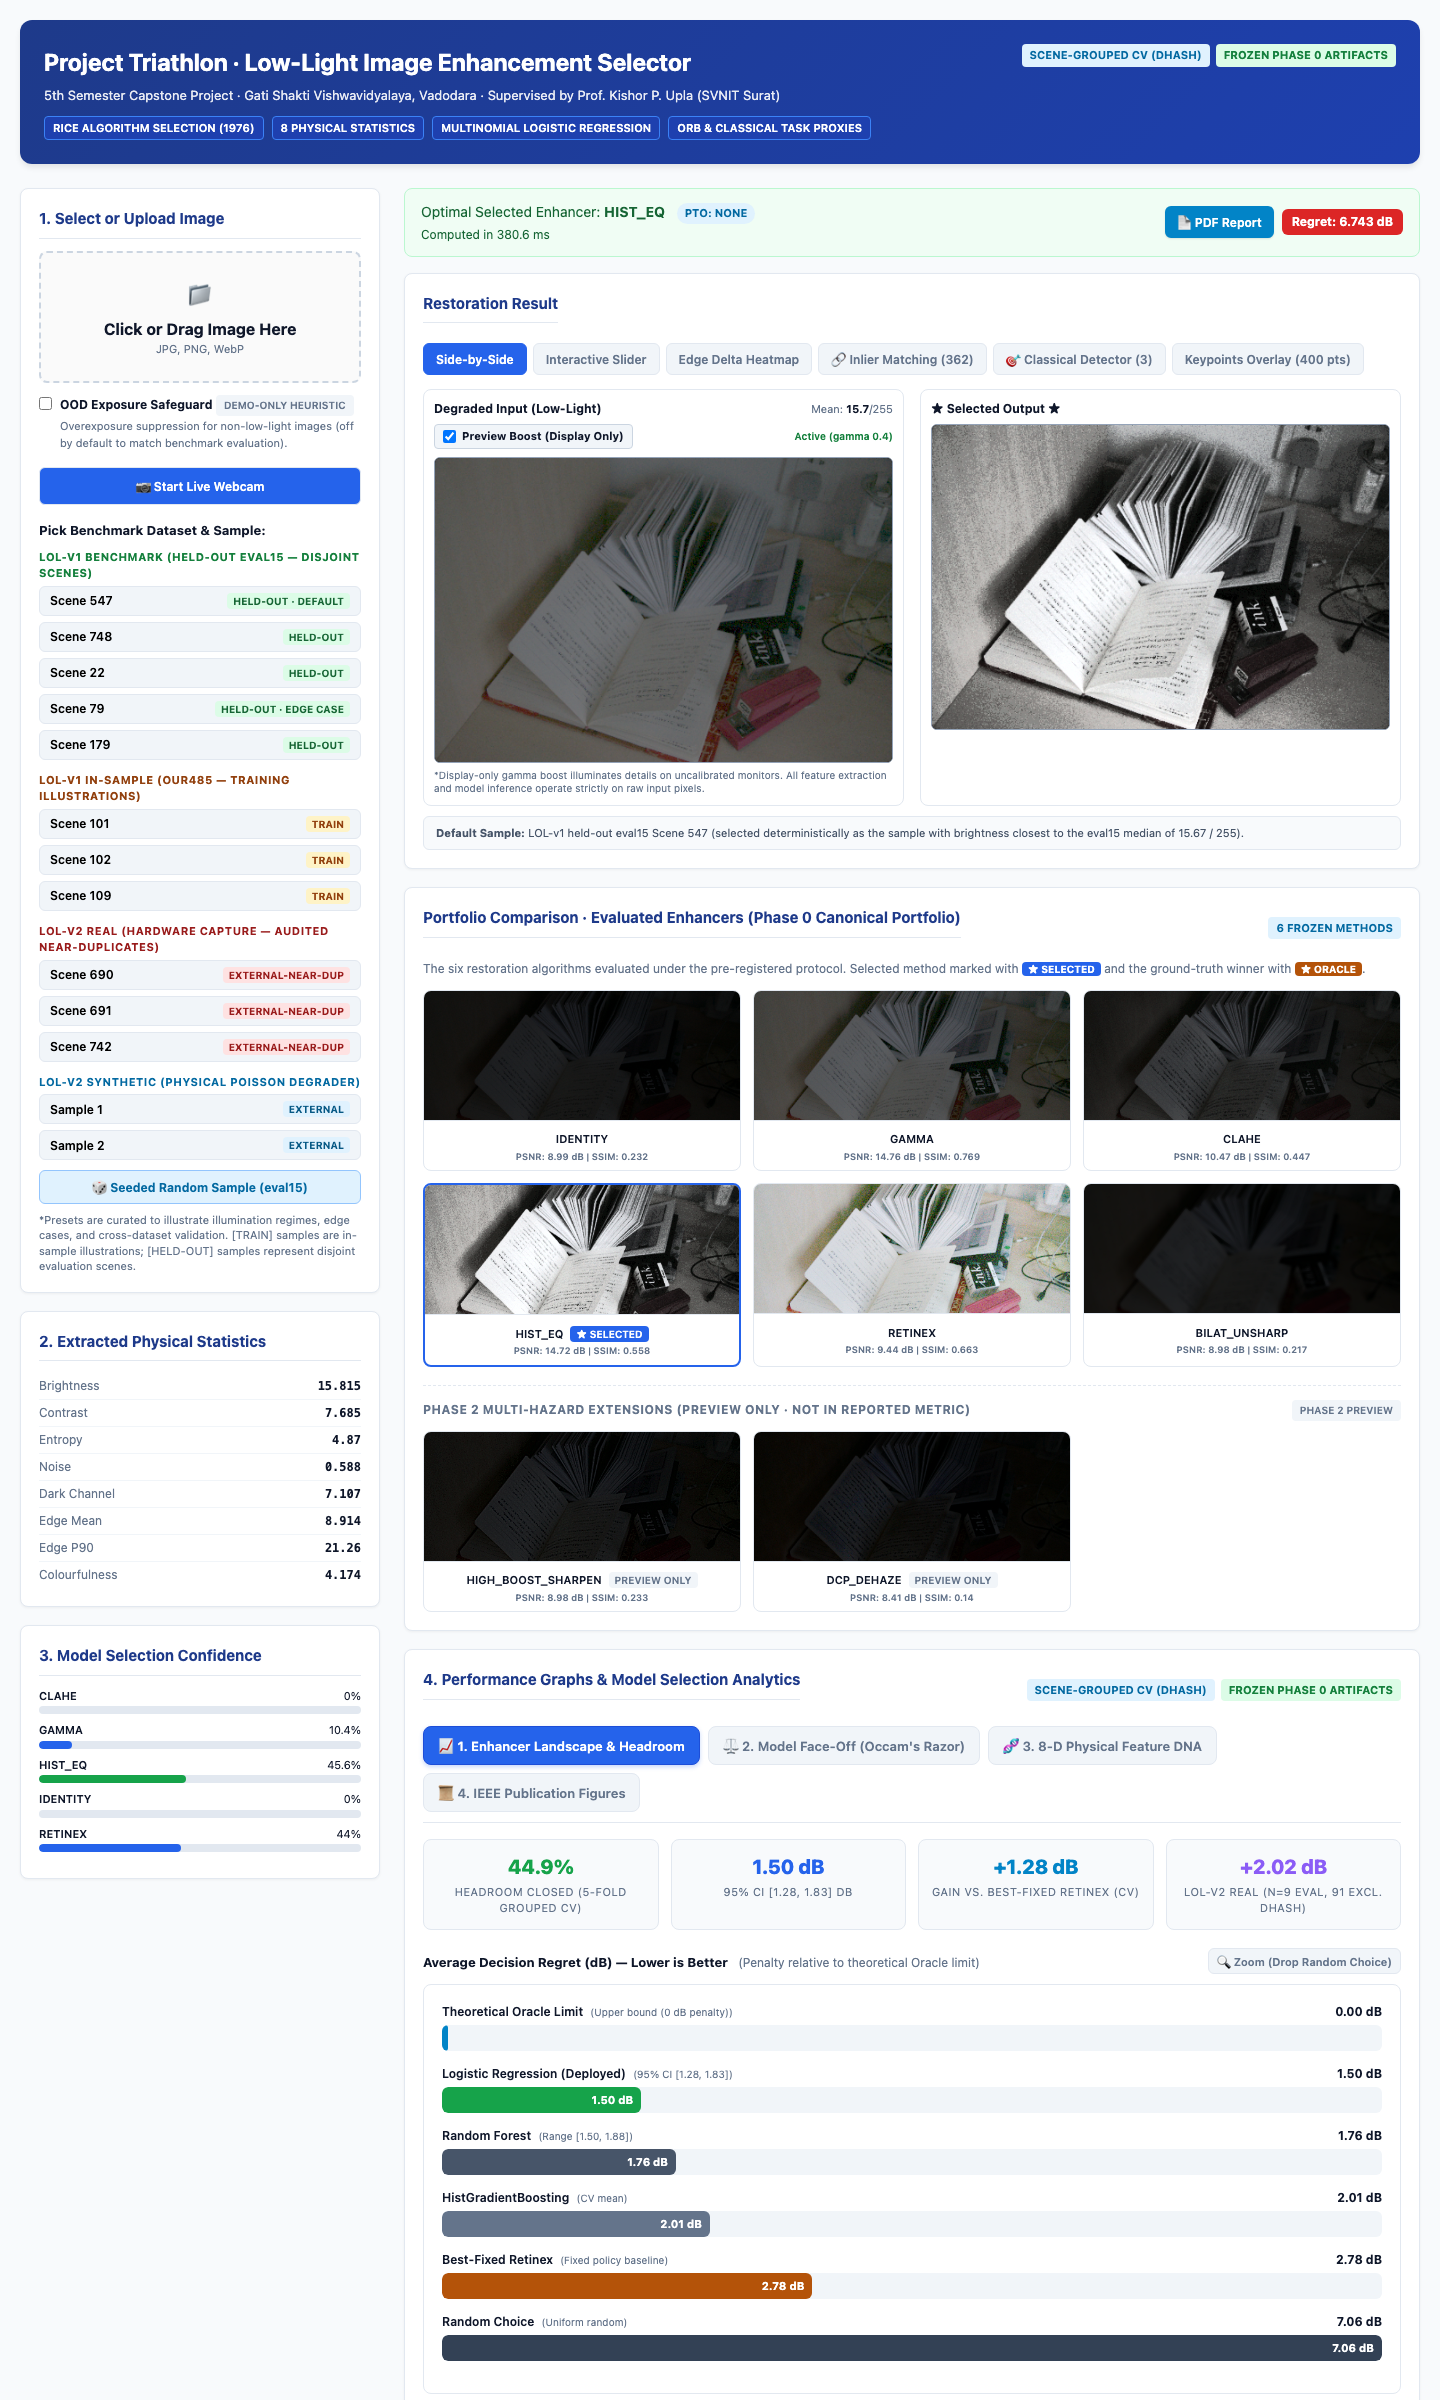 Project Triathlon · Low-Light Image Enhancement Selector
SCENE-GROUPED CV (DHASH)
FROZEN PHASE 0 ARTIFACTS
5th Semester Capstone Project · Gati Shakti Vishwavidyalaya, Vadodara · Supervised by Prof. Kishor P. Upla (SVNIT Surat)
RICE ALGORITHM SELECTION (1976)
8 PHYSICAL STATISTICS
MULTINOMIAL LOGISTIC REGRESSION
ORB & CLASSICAL TASK PROXIES
1. Select or Upload Image
Click or Drag Image Here
JPG, PNG, WebP
OOD Exposure Safeguard DEMO-ONLY HEURISTIC
Overexposure suppression for non-low-light images (off
by default to match benchmark evaluation).
Start Live Webcam
Pick Benchmark Dataset & Sample:
LOL-V1 BENCHMARK (HELD-OUT EVAL15 — DISJOINT
SCENES)
Scene 547 HELD-OUT · DEFAULT
Scene 748 HELD-OUT
Scene 22 HELD-OUT
Scene 79 HELD-OUT · EDGE CASE
Scene 179 HELD-OUT
LOL-V1 IN-SAMPLE (OUR485 — TRAINING
ILLUSTRATIONS)
Scene 101 TRAIN
Scene 102 TRAIN
Scene 109 TRAIN
LOL-V2 REAL (HARDWARE CAPTURE — AUDITED
NEAR-DUPLICATES)
Scene 690 EXTERNAL-NEAR-DUP
Scene 691 EXTERNAL-NEAR-DUP
Scene 742 EXTERNAL-NEAR-DUP
LOL-V2 SYNTHETIC (PHYSICAL POISSON DEGRADER)
Sample 1 EXTERNAL
Sample 2 EXTERNAL
Seeded Random Sample (eval15)
*Presets are curated to illustrate illumination regimes, edge
cases, and cross-dataset validation. [TRAIN] samples are in-
sample illustrations; [HELD-OUT] samples represent disjoint
evaluation scenes.
2. Extracted Physical Statistics
Brightness 15.815
Contrast 7.685
Entropy 4.87
Noise 0.588
Dark Channel 7.107
Edge Mean 8.914
Edge P90 21.26
Colourfulness 4.174
3. Model Selection Confidence
CLAHE 0%
GAMMA 10.4%
HIST_EQ 45.6%
IDENTITY 0%
RETINEX 44%
Optimal Selected Enhancer: HIST_EQ PTO: NONE
Computed in 380.6 ms
PDF Report
Regret: 6.743 dB
Restoration Result
Side-by-Side
Interactive Slider
Edge Delta Heatmap
Inlier Matching (362)
Classical Detector (3)
Keypoints Overlay (400 pts)
Degraded Input (Low-Light) Mean: 15.7/255
Preview Boost (Display Only) Active (gamma 0.4)
ink
*Display-only gamma boost illuminates details on uncalibrated monitors. All feature extraction
and model inference operate strictly on raw input pixels.
★ Selected Output ★
ink
Default Sample: LOL-v1 held-out eval15 Scene 547 (selected deterministically as the sample with brightness closest to the eval15 median of 15.67 / 255).
Portfolio Comparison · Evaluated Enhancers (Phase 0 Canonical Portfolio)
6 FROZEN METHODS
The six restoration algorithms evaluated under the pre-registered protocol. Selected method marked with ★ SELECTED and the ground-truth winner with ★ ORACLE.
IDENTITY
PSNR: 8.99 dB | SSIM: 0.232
GAMMA
PSNR: 14.76 dB | SSIM: 0.769
CLAHE
PSNR: 10.47 dB | SSIM: 0.447
ink
HIST_EQ ★ SELECTED
PSNR: 14.72 dB | SSIM: 0.558
ink
RETINEX
PSNR: 9.44 dB | SSIM: 0.663
BILAT_UNSHARP
PSNR: 8.98 dB | SSIM: 0.217
PHASE 2 MULTI-HAZARD EXTENSIONS (PREVIEW ONLY · NOT IN REPORTED METRIC)
PHASE 2 PREVIEW
HIGH_BOOST_SHARPEN PREVIEW ONLY
PSNR: 8.98 dB | SSIM: 0.233
DCP_DEHAZE PREVIEW ONLY
PSNR: 8.41 dB | SSIM: 0.14
4. Performance Graphs & Model Selection Analytics
SCENE-GROUPED CV (DHASH)
FROZEN PHASE 0 ARTIFACTS
1. Enhancer Landscape & Headroom
2. Model Face-Off (Occam's Razor)
3. 8-D Physical Feature DNA
4. IEEE Publication Figures
44.9%
HEADROOM CLOSED (5-FOLD
GROUPED CV)
1.50 dB
95% CI [1.28, 1.83] DB
+1.28 dB
GAIN VS. BEST-FIXED RETINEX (CV)
+2.02 dB
LOL-V2 REAL (N=9 EVAL, 91 EXCL.
DHASH)
Average Decision Regret (dB) — Lower is Better (Penalty relative to theoretical Oracle limit)
Zoom (Drop Random Choice)
Theoretical Oracle Limit (Upper bound (0 dB penalty)) 0.00 dB
Logistic Regression (Deployed) (95% CI [1.28, 1.83]) 1.50 dB
1.50 dB
Random Forest (Range [1.50, 1.88]) 1.76 dB
1.76 dB
HistGradientBoosting (CV mean) 2.01 dB
2.01 dB
Best-Fixed Retinex (Fixed policy baseline) 2.78 dB
2.78 dB
Random Choice (Uniform random) 7.06 dB
7.06 dB